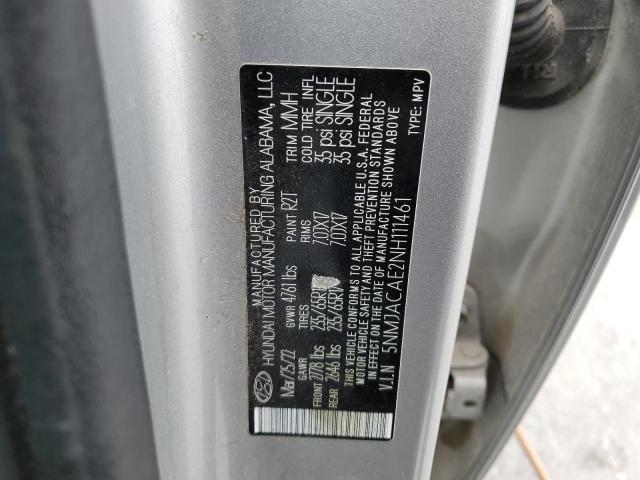 MANUFACTURED BY
HYUNDAI MOTOR MANUFACTURING ALABAMA, LLC
Mar/25/22 GVWR 4761 lbs PAINT R2T TRIM MMH
GAWR TIRES RIMS COLD TIRE INFL
FRONT 2778 lbs 235/65R17 7.0JX17 35 psi SINGLE
REAR 2646 lbs 235/65R17 7.0JX17 35 psi SINGLE
THIS VEHICLE CONFORMS TO ALL APPLICABLE U.S.A. FEDERAL
MOTOR VEHICLE SAFETY AND THEFT PREVENTION STANDARDS
IN EFFECT ON THE DATE OF MANUFACTURE SHOWN ABOVE
V.I.N 5NMJACAE2NH111461 TYPE: MPV